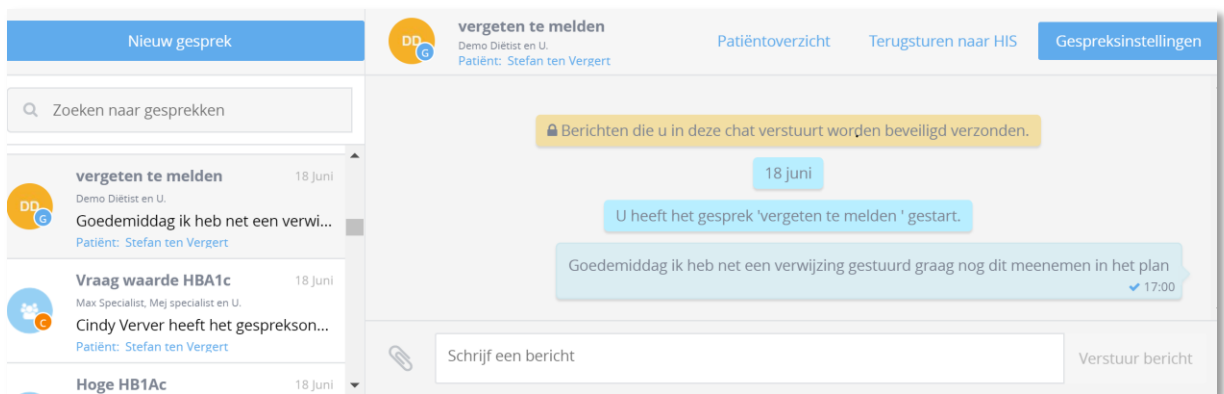 Nieuw gesprek
Zoeken naar gesprekken
vergeten te melden 18 Juni
Demo Diëtist en U.
DD
G
Goedemiddag ik heb net een verwi...
Patiënt: Stefan ten Vergert
Vraag waarde HBA1c 18 Juni
Max Specialist, Mej specialist en U.
C
Cindy Verver heeft het gesprekson...
Patiënt: Stefan ten Vergert
Hoge HB1Ac 18 Juni
DD
G
vergeten te melden
Demo Diëtist en U.
Patiënt: Stefan ten Vergert
Patiëntoverzicht
Terugsturen naar HIS
Gespreksinstellingen
Berichten die u in deze chat verstuurt worden beveiligd verzonden.
18 juni
U heeft het gesprek 'vergeten te melden ' gestart.
Goedemiddag ik heb net een verwijzing gestuurd graag nog dit meenemen in het plan
17:00
Schrijf een bericht
Verstuur bericht